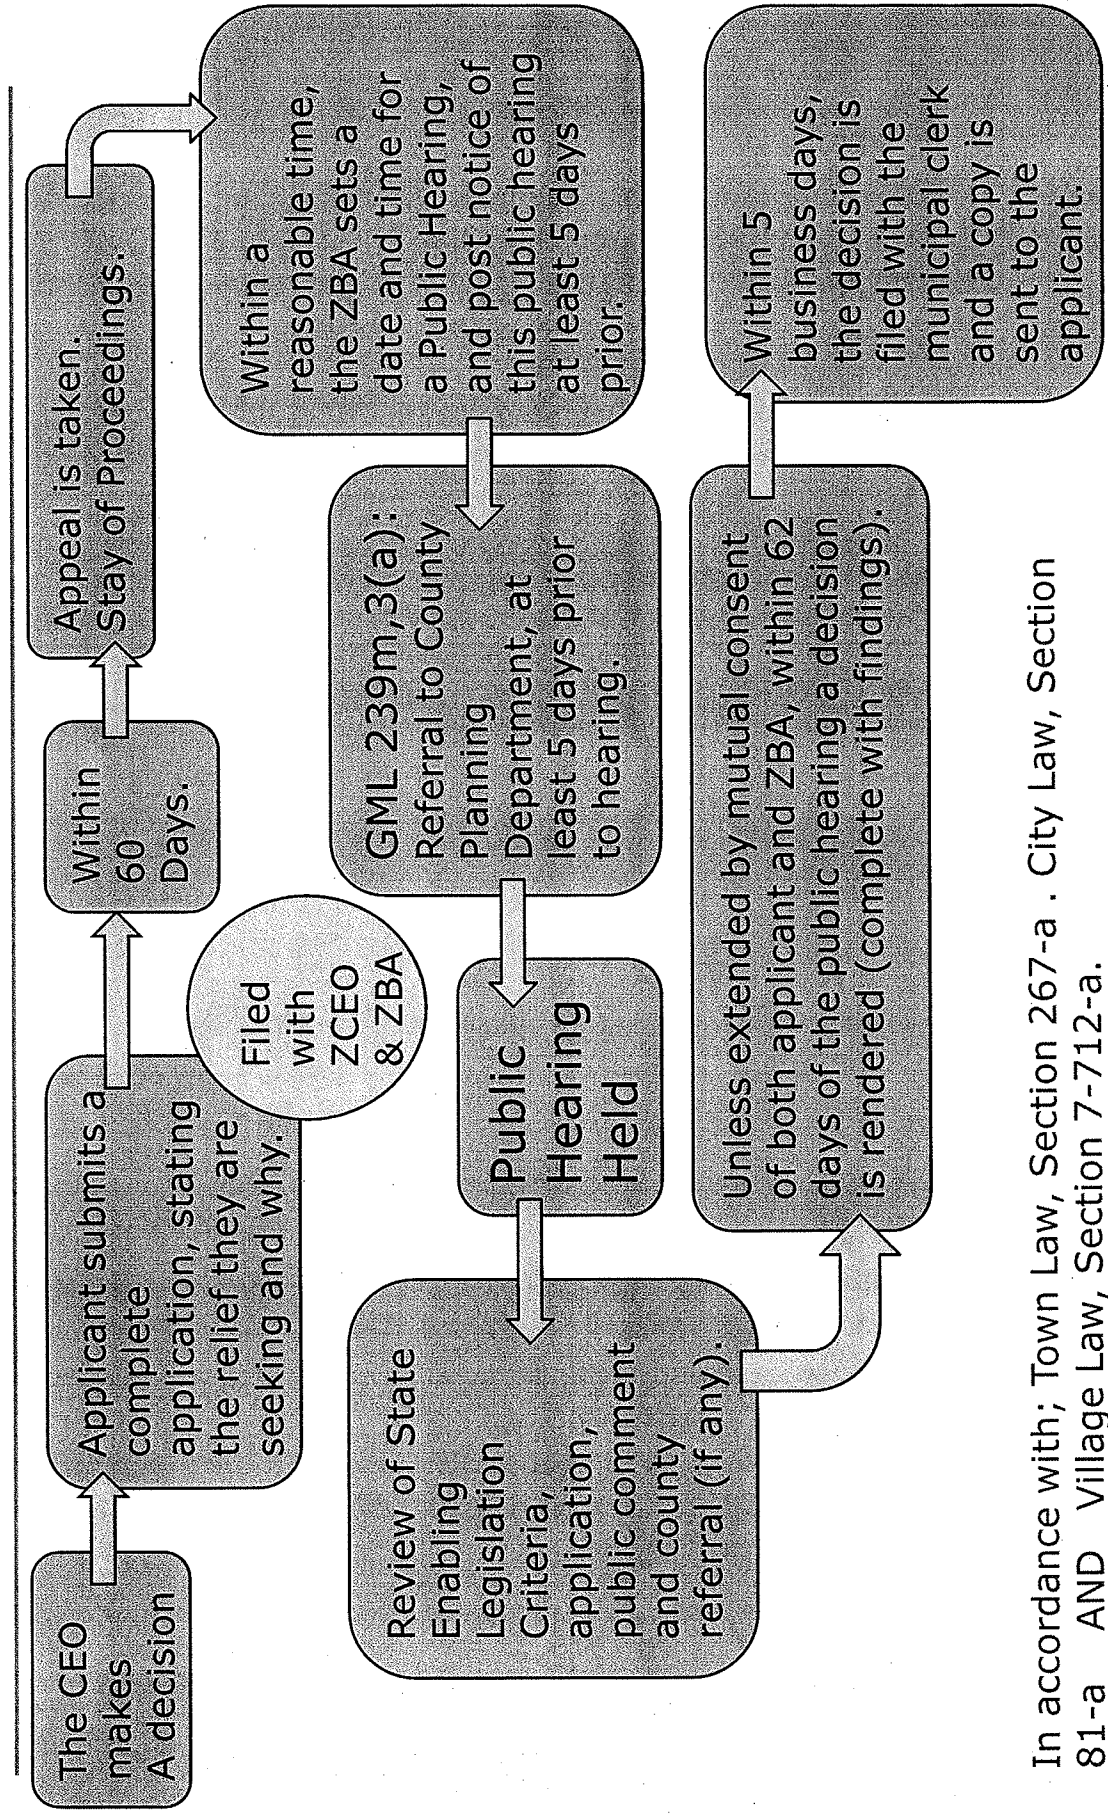 The CEO
makes
A decision
Applicant submits a
complete
application, stating
the relief they are
seeking and why.
Filed
with
ZCEO
& ZBA
Within
60
Days.
Appeal is taken.
Stay of Proceedings.
Within a
reasonable time,
the ZBA sets a
date and time for
a Public Hearing,
and post notice of
this public hearing
at least 5 days
prior.
GML 239m,3(a):
Referral to County
Planning
Department, at
least 5 days prior
to hearing.
Public
Hearing
Held
Review of State
Enabling
Legislation
Criteria,
application,
public comment
and county
referral (if any).
Unless extended by mutual consent
of both applicant and ZBA, within 62
days of the public hearing a decision
is rendered (complete with findings).
Within 5
business days,
the decision is
filed with the
municipal clerk
and a copy is
sent to the
applicant.
In accordance with; Town Law, Section 267-a . City Law, Section
81-a AND Village Law, Section 7-712-a.